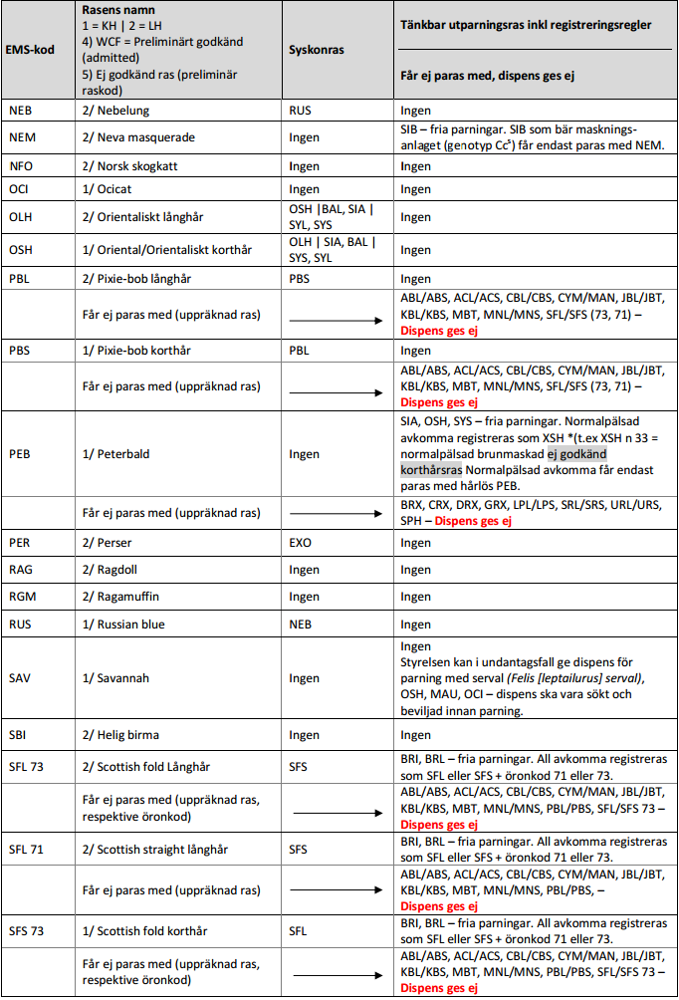 EMS-kod
Rasens namn
1 = KH | 2 = LH
4) WCF = Preliminärt godkänd
(admitted)
5) Ej godkänd ras (preliminär
raskod)
Syskonras
Tänkbar utparningsras inkl registreringsregler
Får ej paras med, dispens ges ej
NEB 2/ Nebelung RUS Ingen
NEM 2/ Neva masquerade Ingen SIB – fria parningar. SIB som bär masknings-
anlaget (genotyp Ccˢ) får endast paras med NEM.
NFO 2/ Norsk skogkatt Ingen Ingen
OCI 1/ Ocicat Ingen Ingen
OLH 2/ Orientaliskt långhår OSH |BAL, SIA |
SYL, SYS Ingen
OSH 1/ Oriental/Orientaliskt korthår OLH | SIA, BAL |
SYS, SYL Ingen
PBL 2/ Pixie-bob långhår PBS Ingen
Får ej paras med (uppräknad ras) ABL/ABS, ACL/ACS, CBL/CBS, CYM/MAN, JBL/JBT,
KBL/KBS, MBT, MNL/MNS, SFL/SFS (73, 71) –
Dispens ges ej
PBS 1/ Pixie-bob korthår PBL Ingen
Får ej paras med (uppräknad ras) ABL/ABS, ACL/ACS, CBL/CBS, CYM/MAN, JBL/JBT,
KBL/KBS, MBT, MNL/MNS, SFL/SFS (73, 71) –
Dispens ges ej
PEB 1/ Peterbald Ingen SIA, OSH, SYS – fria parningar. Normalpälsad
avkomma registreras som XSH *(t.ex XSH n 33 =
normalpälsad brunmaskad ej godkänd
korthårsras Normalpälsad avkomma får endast
paras med hårlös PEB.
Får ej paras med (uppräknad ras) BRX, CRX, DRX, GRX, LPL/LPS, SRL/SRS, URL/URS,
SPH – Dispens ges ej
PER 2/ Perser EXO Ingen
RAG 2/ Ragdoll Ingen Ingen
RGM 2/ Ragamuffin Ingen Ingen
RUS 1/ Russian blue NEB Ingen
SAV 1/ Savannah Ingen Ingen
Styrelsen kan i undantagsfall ge dispens för
parning med serval (Felis [leptailurus] serval),
OSH, MAU, OCI – dispens ska vara sökt och
beviljad innan parning.
SBI 2/ Helig birma Ingen Ingen
SFL 73 2/ Scottish fold Långhår SFS BRI, BRL – fria parningar. All avkomma registreras
som SFL eller SFS + öronkod 71 eller 73.
Får ej paras med (uppräknad ras,
respektive öronkod) ABL/ABS, ACL/ACS, CBL/CBS, CYM/MAN, JBL/JBT,
KBL/KBS, MBT, MNL/MNS, PBL/PBS, SFL/SFS 73 –
Dispens ges ej
SFL 71 2/ Scottish straight långhår SFS BRI, BRL – fria parningar. All avkomma registreras
som SFL eller SFS + öronkod 71 eller 73.
Får ej paras med (uppräknad ras) ABL/ABS, ACL/ACS, CBL/CBS, CYM/MAN, JBL/JBT,
KBL/KBS, MBT, MNL/MNS, PBL/PBS, –
Dispens ges ej
SFS 73 1/ Scottish fold korthår SFL BRI, BRL – fria parningar. All avkomma registreras
som SFL eller SFS + öronkod 71 eller 73.
Får ej paras med (uppräknad ras,
respektive öronkod) ABL/ABS, ACL/ACS, CBL/CBS, CYM/MAN, JBL/JBT,
KBL/KBS, MBT, MNL/MNS, PBL/PBS, SFL/SFS 73 –
Dispens ges ej